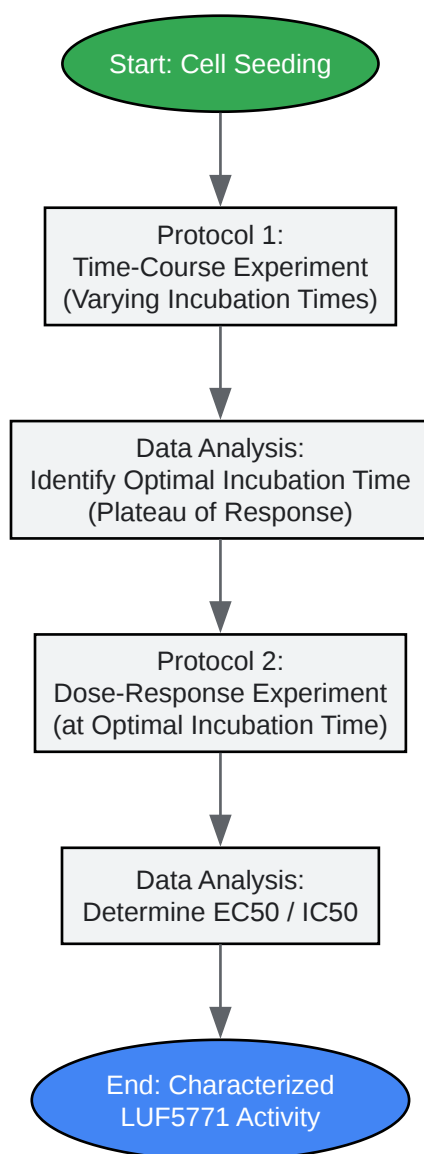 Start: Cell Seeding
Protocol 1:
Time-Course Experiment
(Varying Incubation Times)
Data Analysis:
Identify Optimal Incubation Time
(Plateau of Response)
Protocol 2:
Dose-Response Experiment
(at Optimal Incubation Time)
Data Analysis:
Determine EC50 / IC50
End: Characterized
LUF5771 Activity